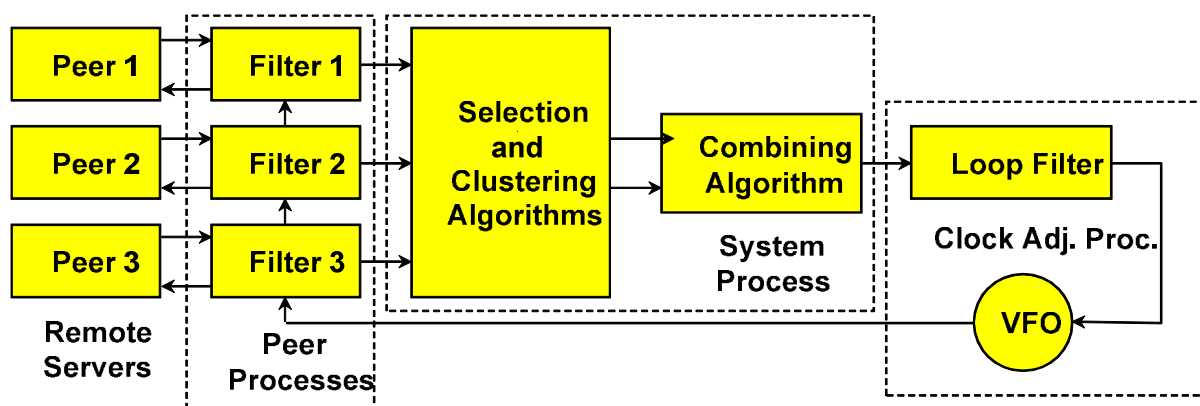 Peer 1
Filter 1
Peer 2
Filter 2
Peer 3
Filter 3
Selection
and
Clustering
Algorithms
Combining
Algorithm
Loop Filter
System
Process
Clock Adj. Proc.
VFO
Remote
Servers
Peer
Processes